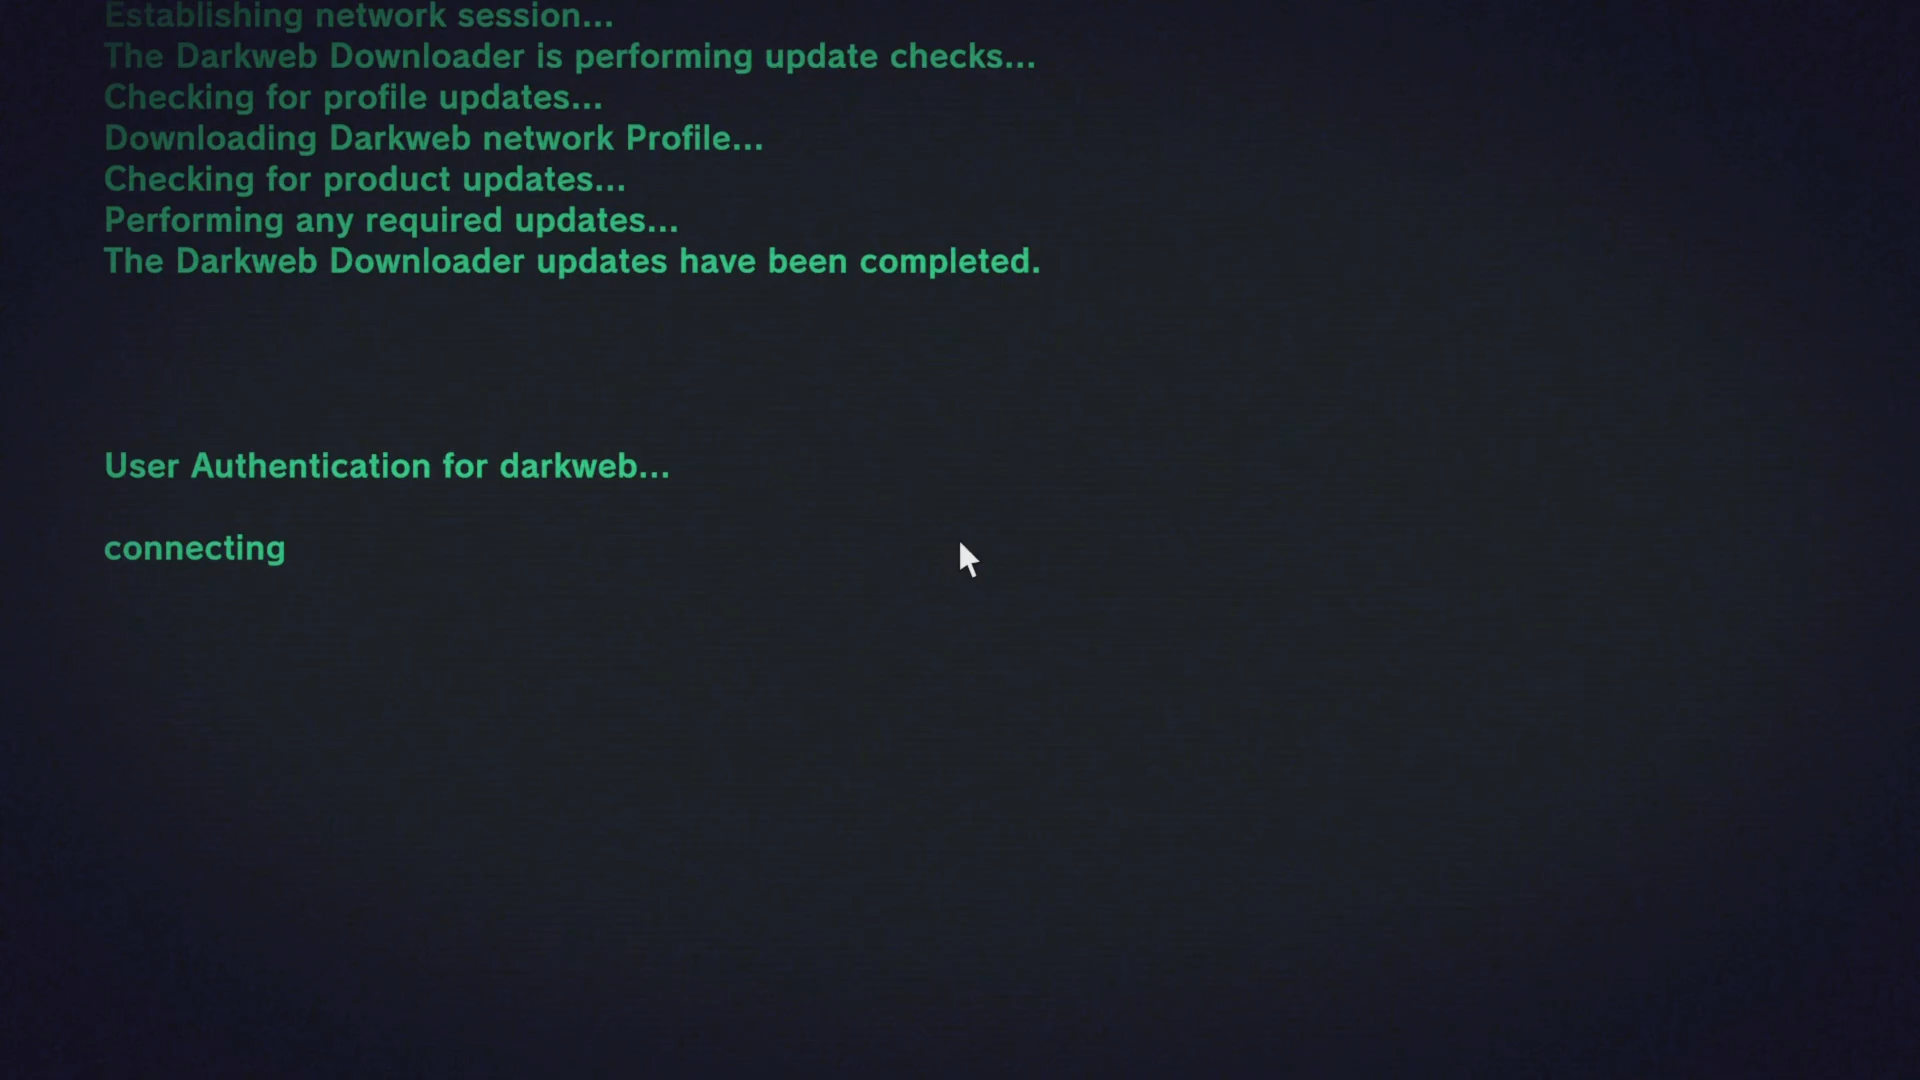 Establishing network session...
The Darkweb Downloader is performing update checks...
Checking for profile updates...
Downloading Darkweb network Profile...
Checking for product updates...
Performing any required updates...
The Darkweb Downloader updates have been completed.
User Authentication for darkweb...
connecting